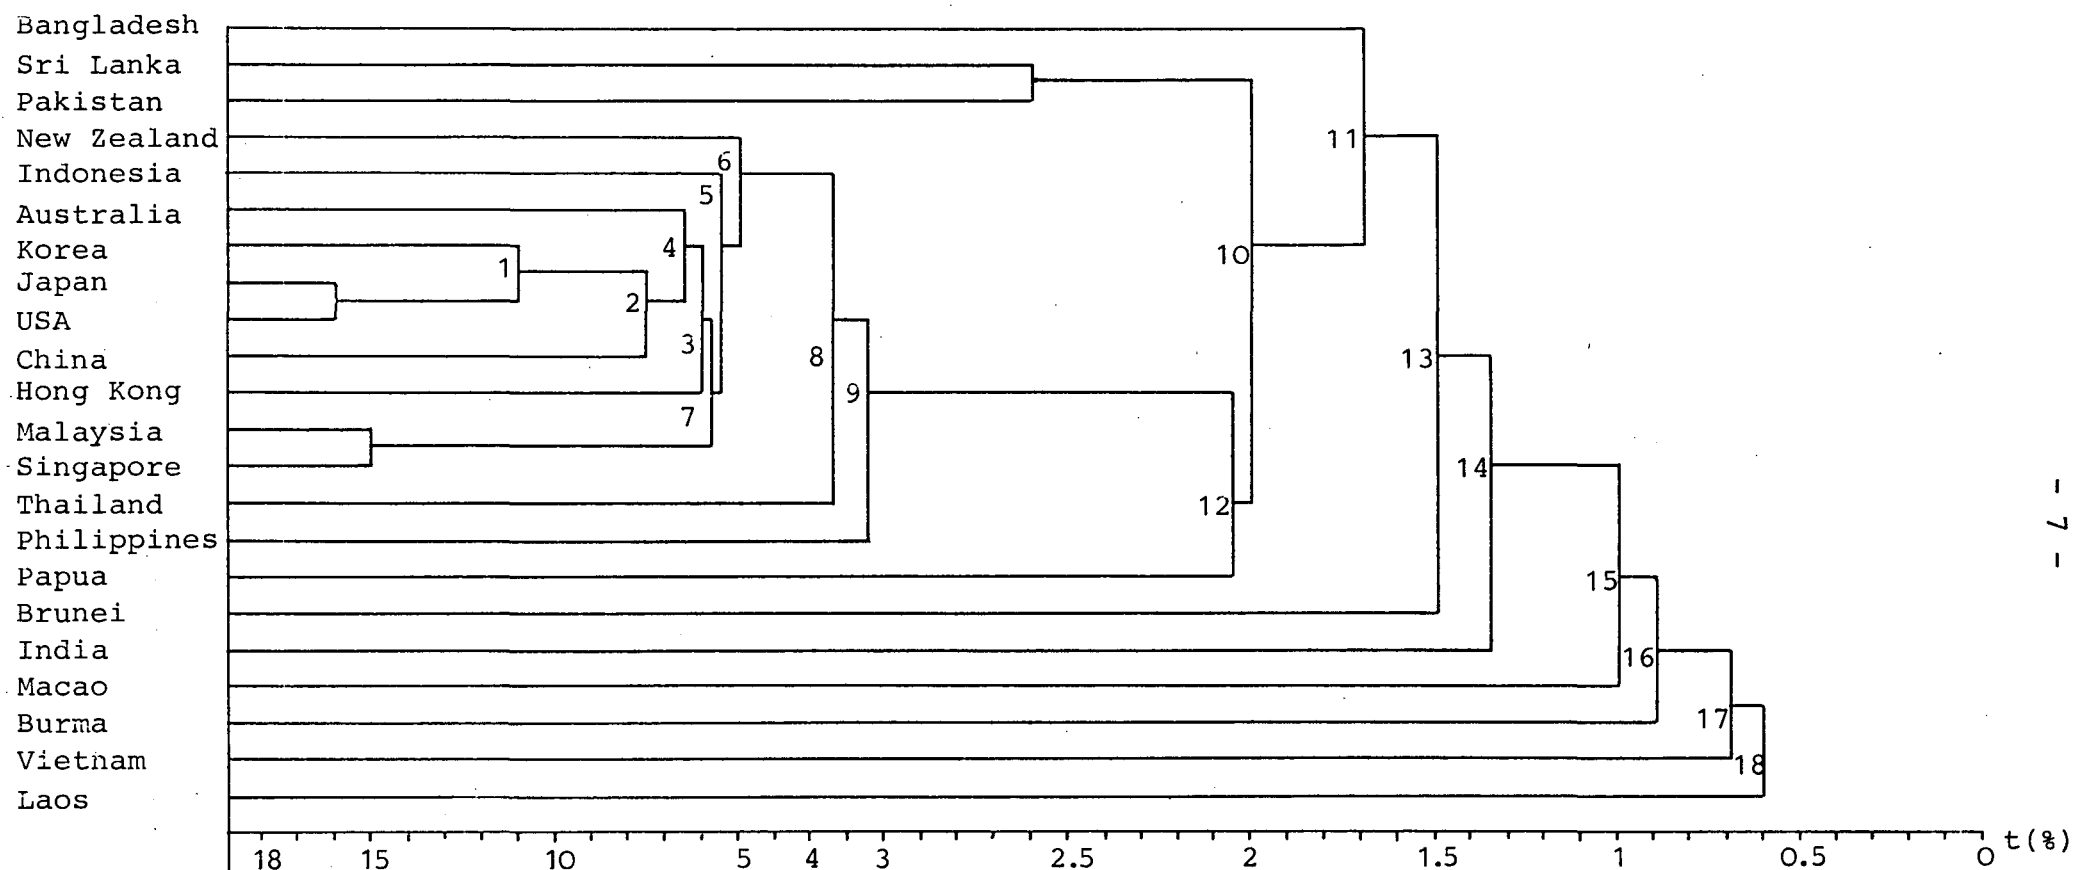 Bangladesh
Sri Lanka
Pakistan
New Zealand
Indonesia
Australia
Korea
Japan
USA
China
Hong Kong
Malaysia
Singapore
Thailand
Philippines
Papua
Brunei
India
Macao
Burma
Vietnam
Laos
1
2
3
4
5
6
7
8
9
10
11
12
13
14
15
16
17
18
18 15 10 5 4 3 2.5 2 1.5 1 0.5 0 t(%)
- 7 -